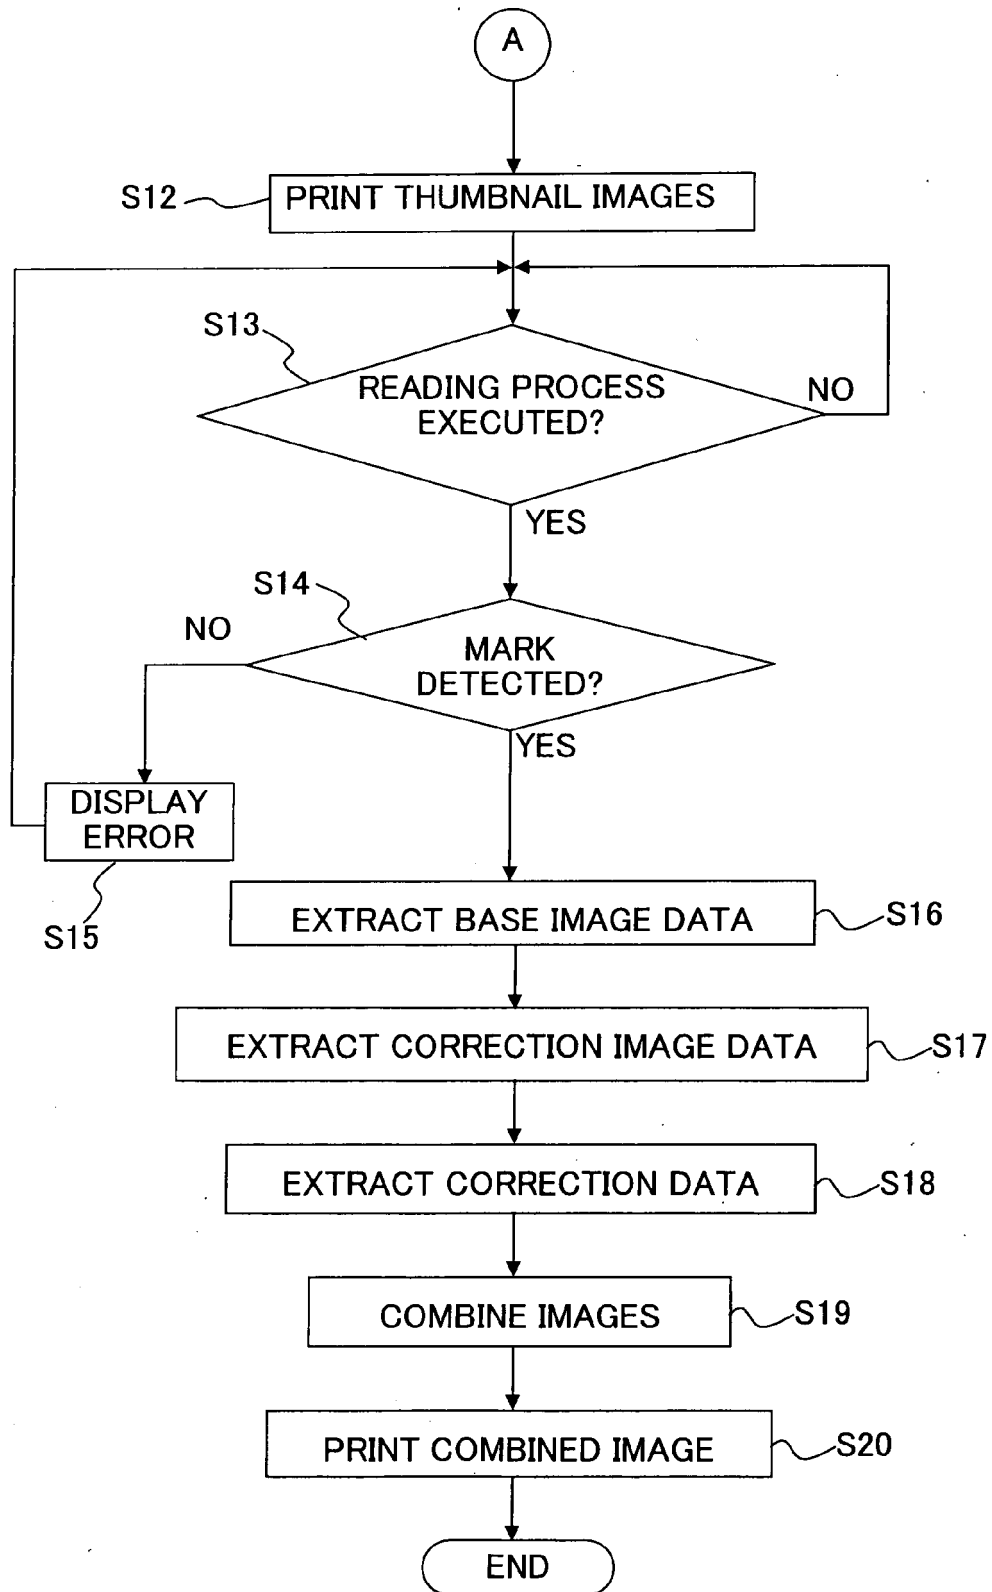 A
S12
PRINT THUMBNAIL IMAGES
S13
READING PROCESS
EXECUTED?
NO
YES
S14
NO
MARK
DETECTED?
YES
DISPLAY
ERROR
S15
EXTRACT BASE IMAGE DATA
S16
EXTRACT CORRECTION IMAGE DATA
S17
EXTRACT CORRECTION DATA
S18
COMBINE IMAGES
S19
PRINT COMBINED IMAGE
S20
END